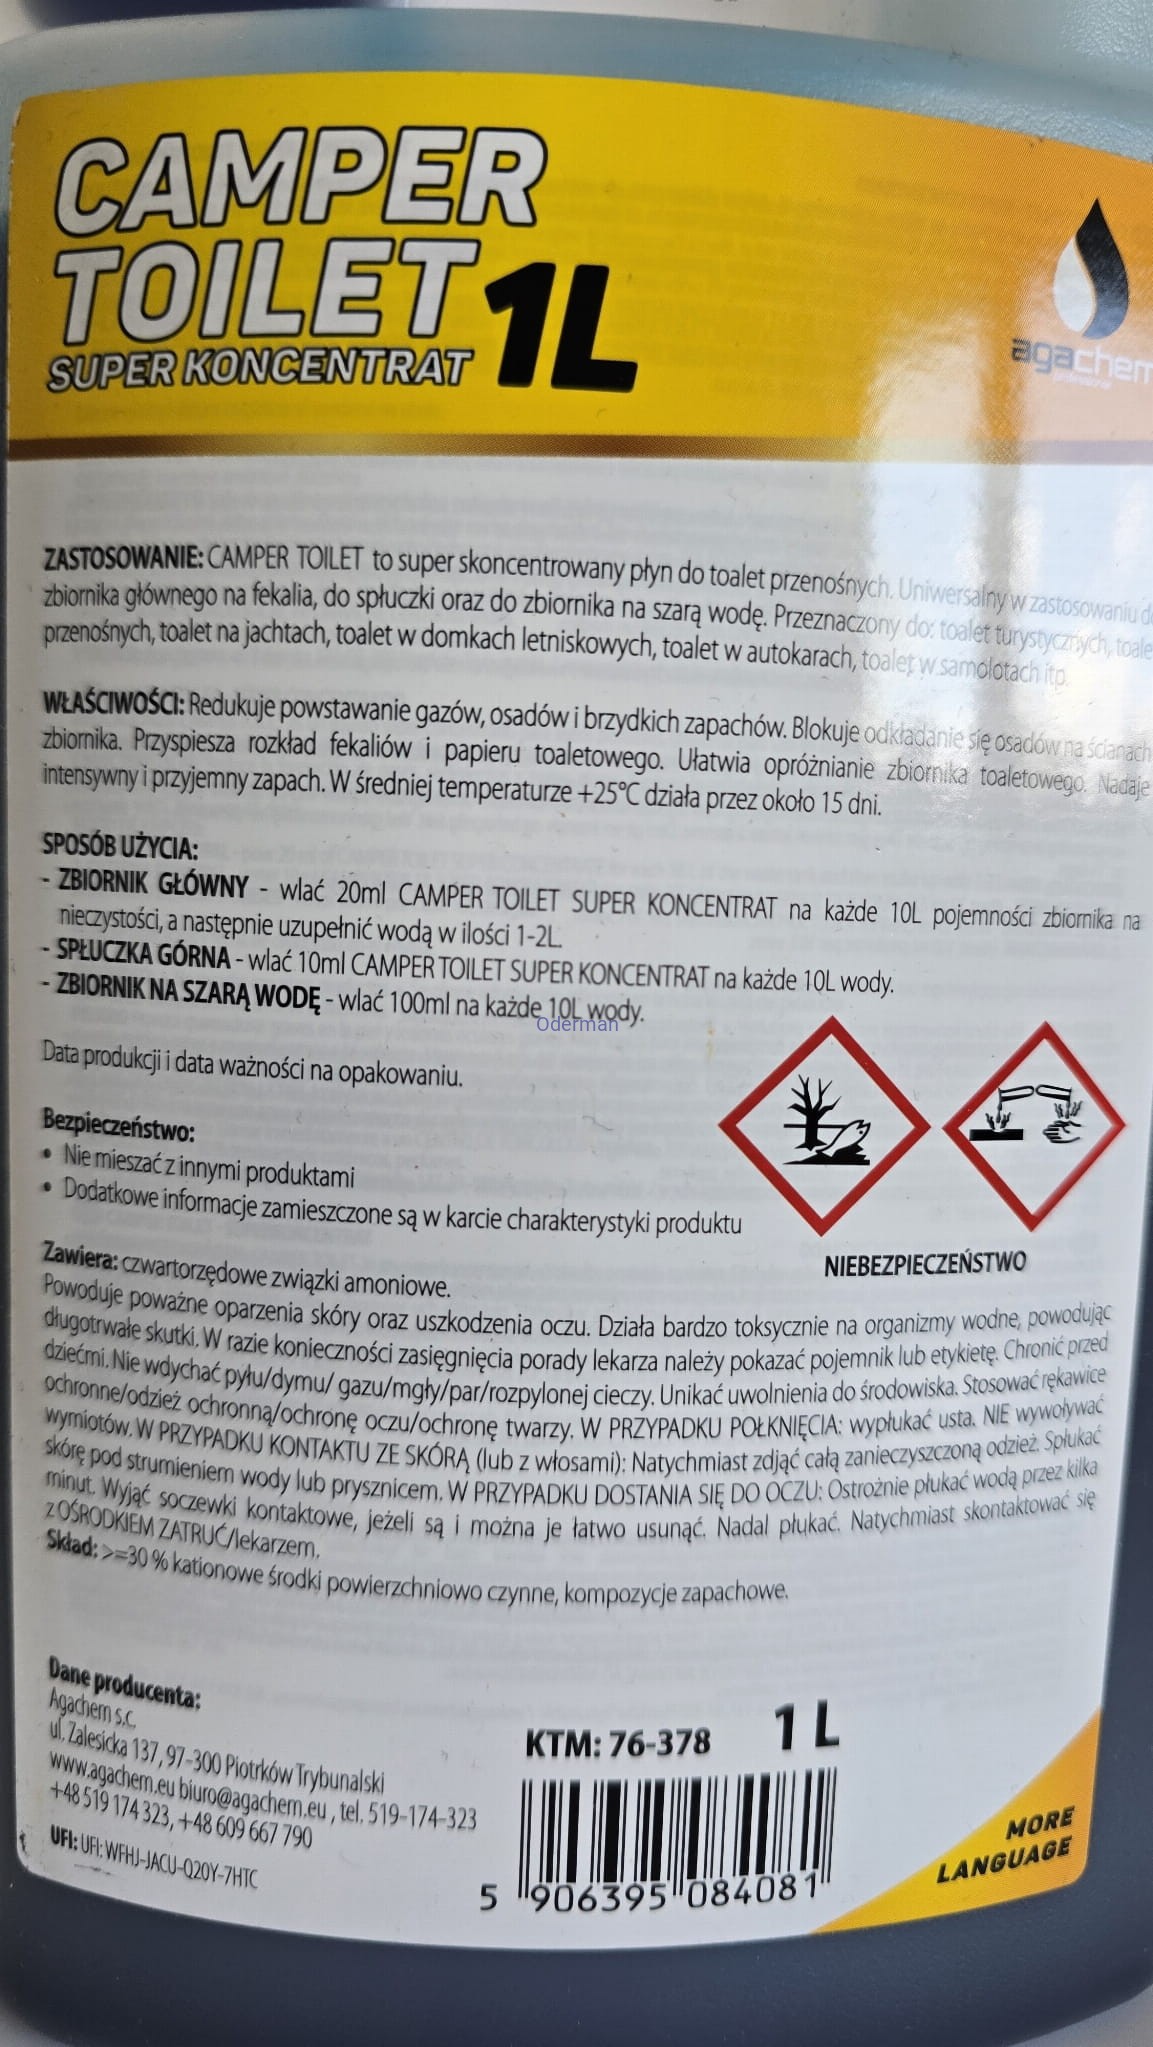 CAMPER
TOILET 1L
SUPER KONCENTRAT
agachem
professional
ZASTOSOWANIE: CAMPER TOILET to super skoncentrowany płyn do toalet przenośnych. Uniwersalny w zastosowaniu
zbiornika głównego na fekalia, do spłuczki oraz do zbiornika na szarą wodę. Przeznaczony do: toalet turystycznych,
przenośnych, toalet na jachtach, toalet w domkach letniskowych, toalet w autokarach, toalet w samolotach itp.
WŁAŚCIWOŚCI: Redukuje powstawanie gazów, osadów i brzydkich zapachów. Blokuje odkładanie się osadów na ścianach
zbiornika. Przyspiesza rozkład fekaliów i papieru toaletowego. Ułatwia opróżnianie zbiornika toaletowego. Nadaje
intensywny i przyjemny zapach. W średniej temperaturze +25°C działa przez około 15 dni.
SPOSÓB UŻYCIA:
- ZBIORNIK GŁÓWNY - wlać 20ml CAMPER TOILET SUPER KONCENTRAT na każde 10L pojemności zbiornika na
nieczystości, a następnie uzupełnić wodą w ilości 1-2L.
- SPŁUCZKA GÓRNA - wlać 10ml CAMPER TOILET SUPER KONCENTRAT na każde 10L wody.
- ZBIORNIK NA SZARĄ WODĘ - wlać 100ml na każde 10L wody.
Oderman
Data produkcji i data ważności na opakowaniu.
Bezpieczeństwo:
• Nie mieszać z innymi produktami
• Dodatkowe informacje zamieszczone są w karcie charakterystyki produktu
NIEBEZPIECZEŃSTWO
Zawiera: czwartorzędowe związki amoniowe.
Powoduje poważne oparzenia skóry oraz uszkodzenia oczu. Działa bardzo toksycznie na organizmy wodne, powodując
długotrwałe skutki. W razie konieczności zasięgnięcia porady lekarza należy pokazać pojemnik lub etykietę. Chronić przed
dziećmi. Nie wdychać pyłu/dymu/ gazu/mgły/par/rozpylonej cieczy. Unikać uwolnienia do środowiska. Stosować rękawice
ochronne/odzież ochronną/ochronę oczu/ochronę twarzy. W PRZYPADKU POŁKNIĘCIA: wypłukać usta. NIE wywoływać
wymiotów. W PRZYPADKU KONTAKTU ZE SKÓRĄ (lub z włosami): Natychmiast zdjąć całą zanieczyszczoną odzież. Spłukać
skórę pod strumieniem wody lub prysznicem. W PRZYPADKU DOSTANIA SIĘ DO OCZU: Ostrożnie płukać wodą przez kilka
minut. Wyjąć soczewki kontaktowe, jeżeli są i można je łatwo usunąć. Nadal płukać. Natychmiast skontaktować się
z OŚRODKIEM ZATRUĆ/lekarzem.
Skład: >=30 % kationowe środki powierzchniowo czynne, kompozycje zapachowe.
Dane producenta:
Agachem s.c.
ul. Zalesicka 137, 97-300 Piotrków Trybunalski
www.agachem.eu biuro@agachem.eu , tel. 519-174-323
+48 519 174 323, +48 609 667 790
UFI: UFI: WFHJ-JACU-Q20Y-7HTC
KTM: 76-378 1 L
5 906395 084081
MORE
LANGUAGE